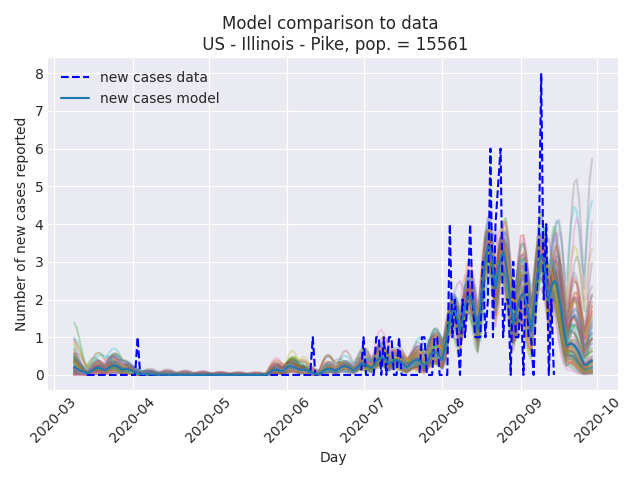 Model comparison to data
US - Illinois - Pike, pop. = 15561
new cases data
new cases model
Number of new cases reported
8
7
6
5
4
3
2
1
0
2020-03
2020-04
2020-05
2020-06
2020-07
2020-08
2020-09
2020-10
Day